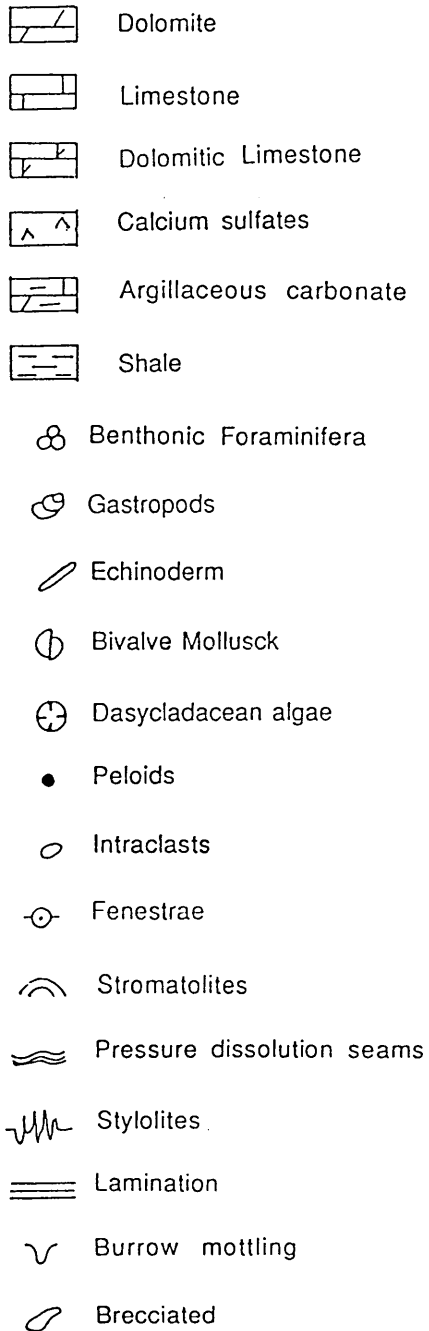 Dolomite
Limestone
Dolomitic Limestone
Calcium sulfates
Argillaceous carbonate
Shale
Benthonic Foraminifera
Gastropods
Echinoderm
Bivalve Mollusck
Dasycladacean algae
Peloids
Intraclasts
Fenestrae
Stromatolites
Pressure dissolution seams
Stylolites
Lamination
Burrow mottling
Brecciated